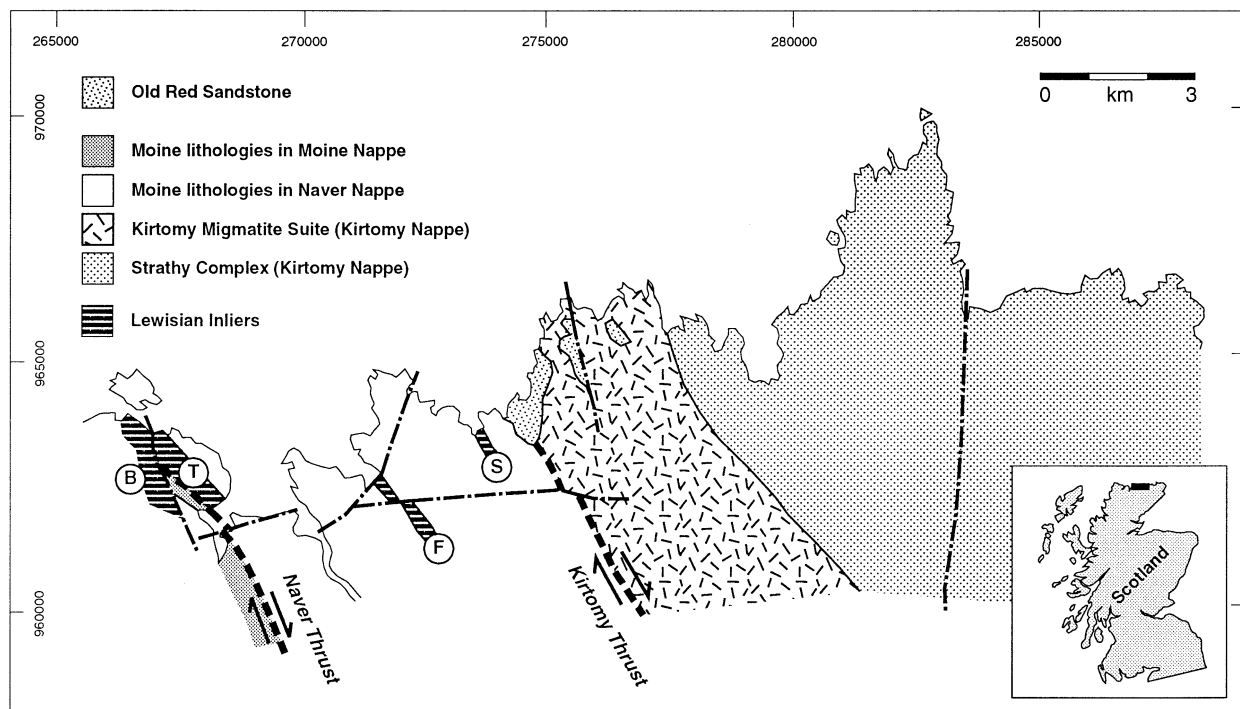 265000
270000
275000
280000
285000
970000
965000
960000
Old Red Sandstone
Moine lithologies in Moine Nappe
Moine lithologies in Naver Nappe
Kirtomy Migmatite Suite (Kirtomy Nappe)
Strathy Complex (Kirtomy Nappe)
Lewisian Inliers
0 km 3
B
T
S
F
Naver Thrust
Kirtomy Thrust
Scotland